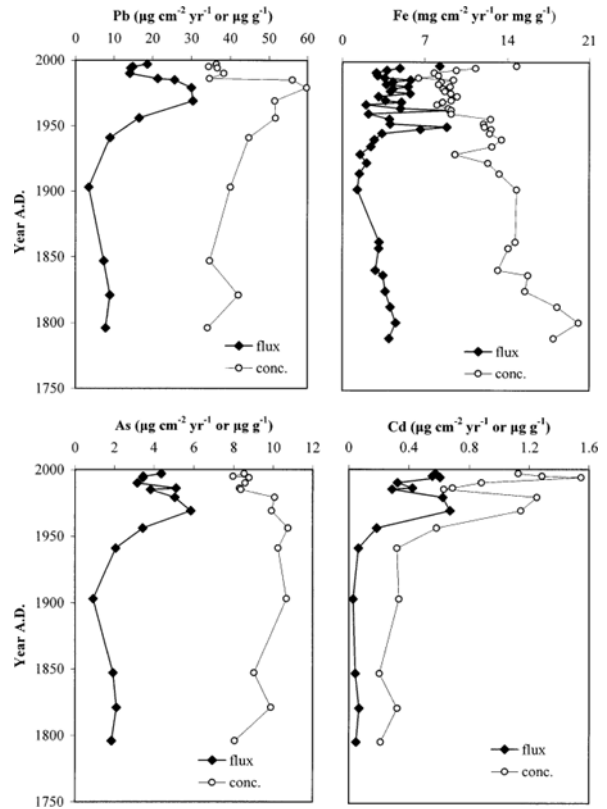 Pb (µg cm⁻² yr⁻¹ or µg g⁻¹)
0 10 20 30 40 50 60
2000
1950
1900
1850
1800
1750
Year A.D.
flux
conc.
Fe (mg cm⁻² yr⁻¹ or mg g⁻¹)
0 7 14 21
flux
conc.
As (µg cm⁻² yr⁻¹ or µg g⁻¹)
0 2 4 6 8 10 12
2000
1950
1900
1850
1800
1750
Year A.D.
flux
conc.
Cd (µg cm⁻² yr⁻¹ or µg g⁻¹)
0 0.4 0.8 1.2 1.6
flux
conc.